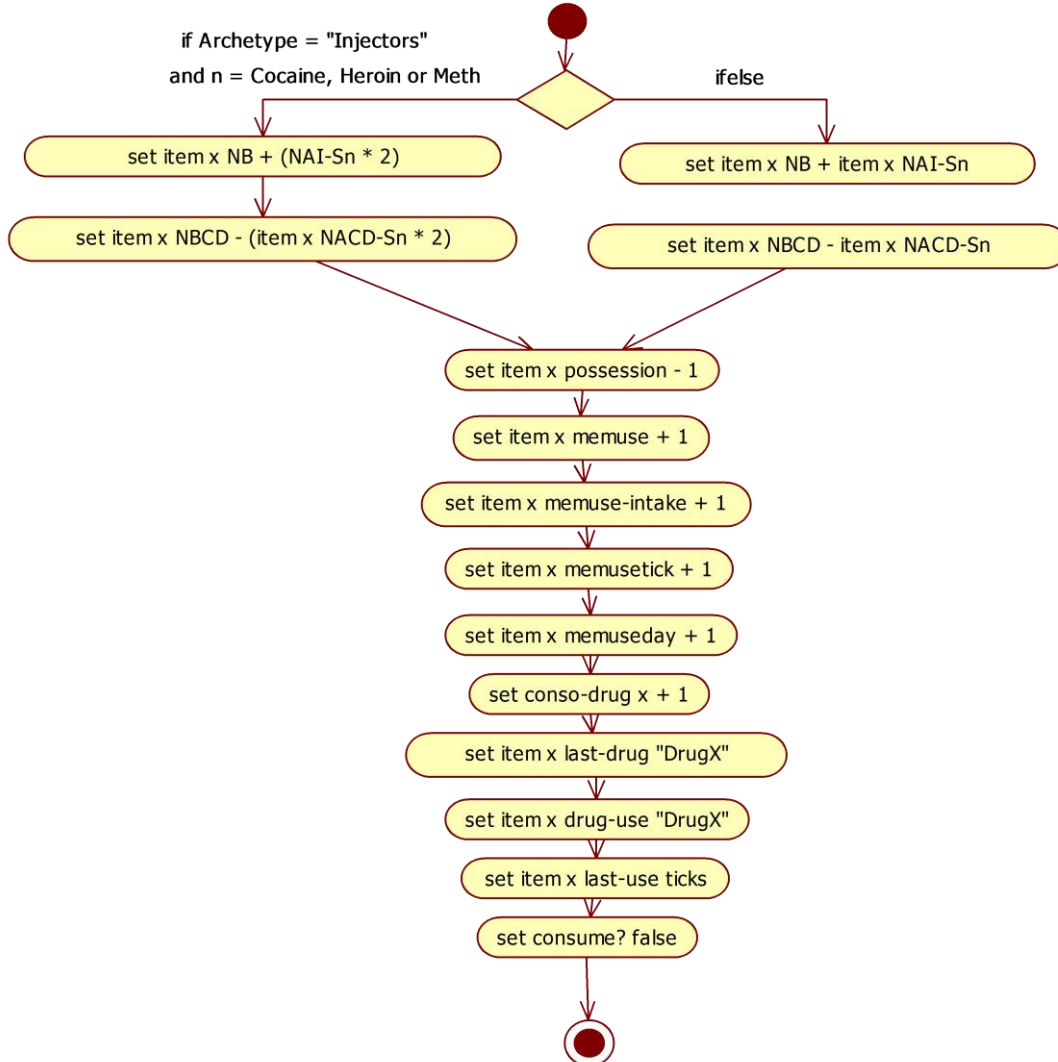 if Archetype = "Injectors"
and n = Cocaine, Heroin or Meth
ifelse
set item x NB + (NAI-Sn * 2)
set item x NB + item x NAI-Sn
set item x NBCD - (item x NACD-Sn * 2)
set item x NBCD - item x NACD-Sn
set item x possession - 1
set item x memuse + 1
set item x memuse-intake + 1
set item x memusetick + 1
set item x memuseday + 1
set conso-drug x + 1
set item x last-drug "DrugX"
set item x drug-use "DrugX"
set item x last-use ticks
set consume? false